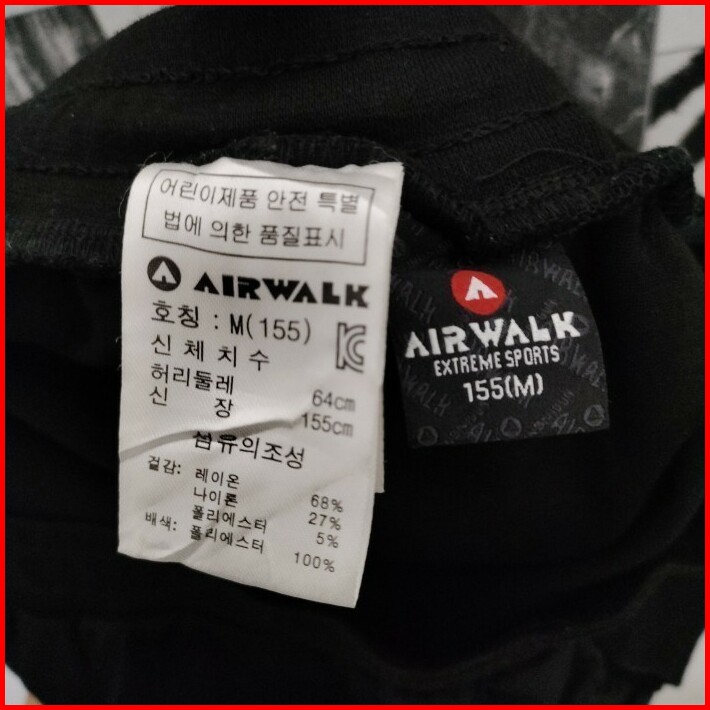 어린이제품 안전 특별
법에 의한 품질표시
AIRWALK
호칭 : M(155)
신 체 치 수
허리둘레 64cm
신 장 155cm
섬유의조성
겉감: 레이온 68%
나이론 27%
폴리에스터 5%
배색: 폴리에스터 100%
AIRWALK
EXTREME SPORTS
155(M)